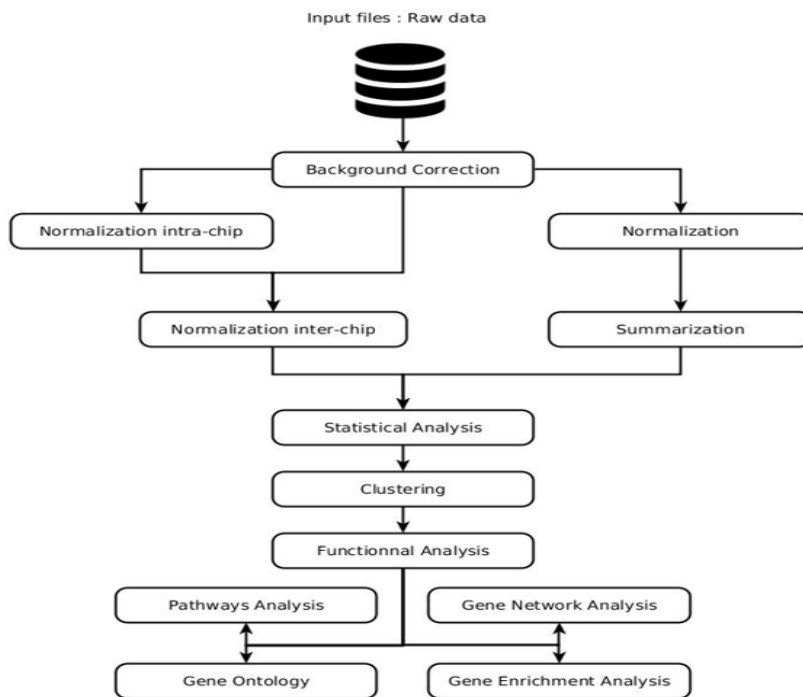 Input files : Raw data
Background Correction
Normalization intra-chip
Normalization
Normalization inter-chip
Summarization
Statistical Analysis
Clustering
Functionnal Analysis
Pathways Analysis
Gene Network Analysis
Gene Ontology
Gene Enrichment Analysis